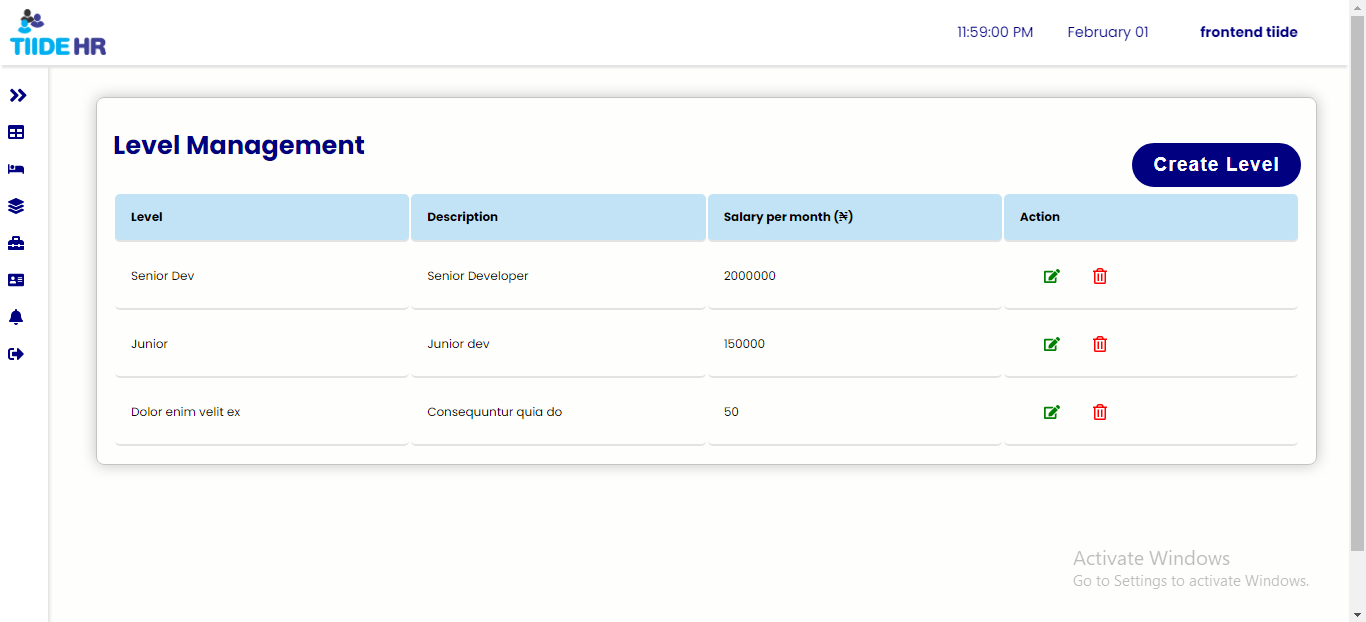 TIIDE HR
11:59:00 PM February 01 frontend tiide
Level Management
Create Level
Level Description Salary per month (₦) Action
Senior Dev Senior Developer 2000000
Junior Junior dev 150000
Dolor enim velit ex Consequuntur quia do 50
Activate Windows
Go to Settings to activate Windows.